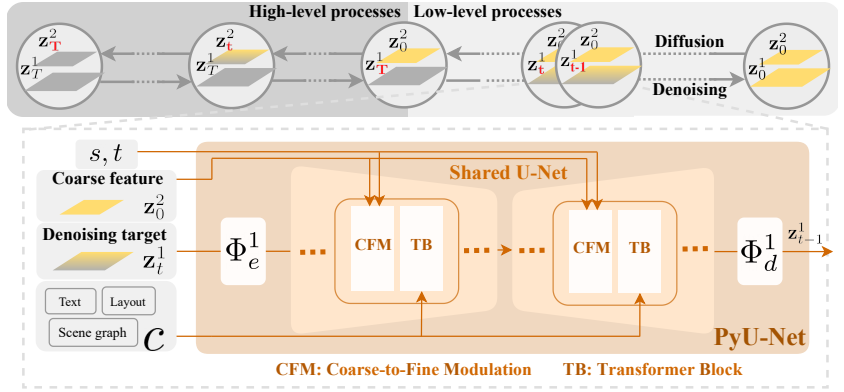 High-level processes
Low-level processes
z_T^2
z_T^1
z_t^2
z_T^1
z_0^2
z_T^1
z_0^2
z_t^1
z_0^2
z_{t-1}^1
Diffusion
Denoising
z_0^2
z_0^1
s, t
Coarse feature
z_0^2
Denoising target
z_t^1
Text
Layout
Scene graph
c
Φ_e^1
Shared U-Net
CFM
TB
CFM
TB
Φ_d^1
z_{t-1}^1
PyU-Net
CFM: Coarse-to-Fine Modulation
TB: Transformer Block